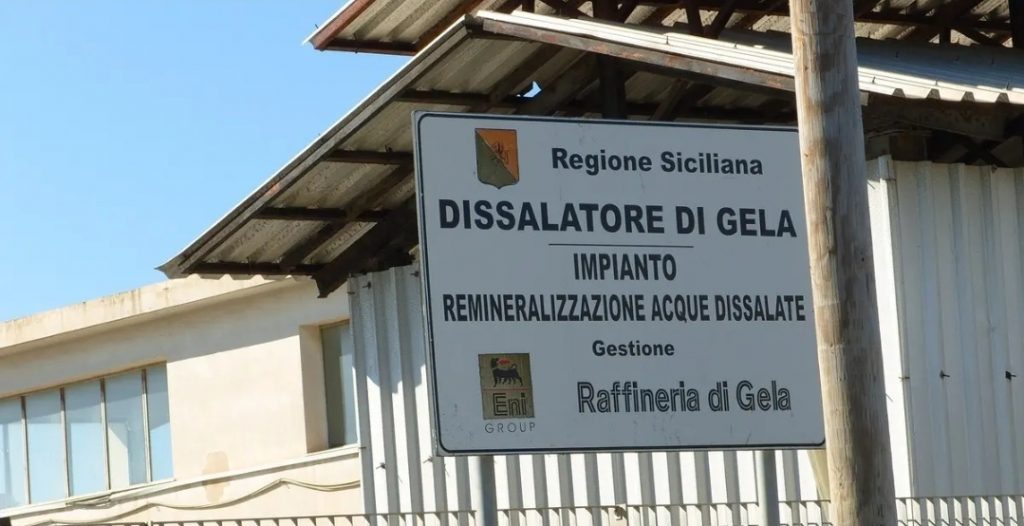 Regione Siciliana
DISSALATORE DI GELA
IMPIANTO
REMINERALIZZAZIONE ACQUE DISSALATE
Gestione
Eni
GROUP
Raffineria di Gela